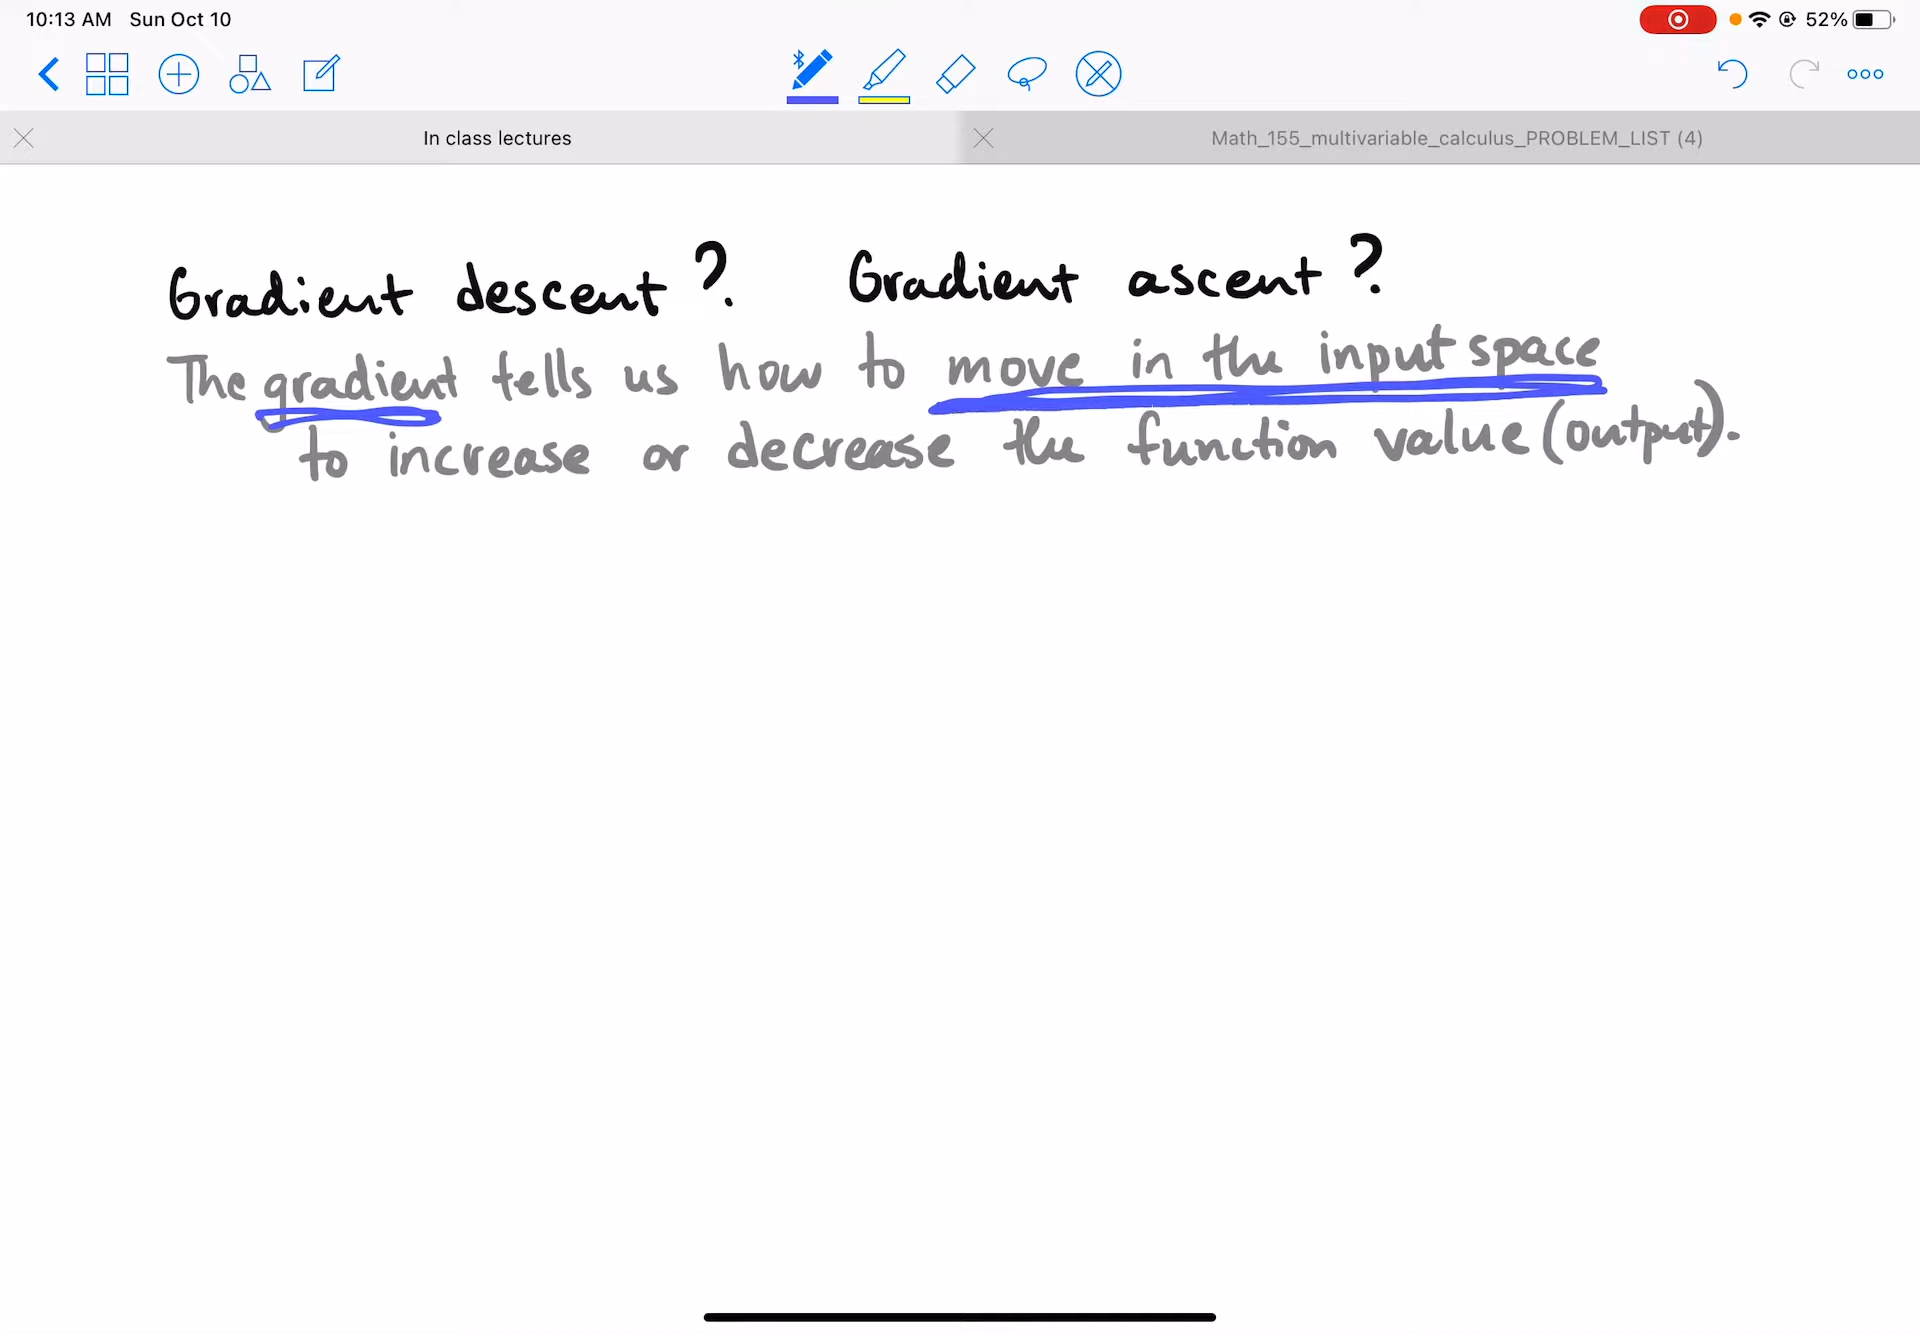 10:13 AM Sun Oct 10 52%
In class lectures Math_155_multivariable_calculus_PROBLEM_LIST (4)
Gradient descent? Gradient ascent?
The gradient tells us how to move in the input space
to increase or decrease the function value (output).